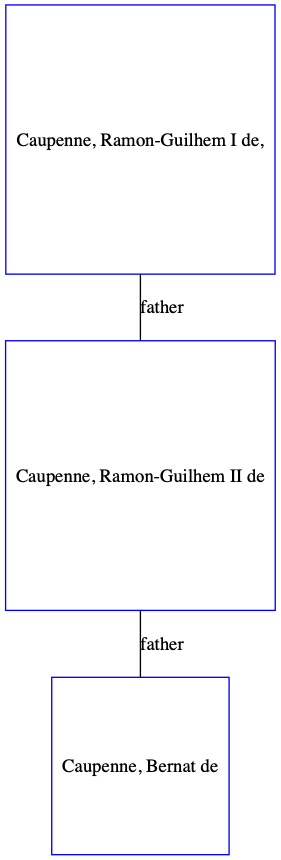 Caupenne, Ramon-Guilhem I de,
father
Caupenne, Ramon-Guilhem II de
father
Caupenne, Bernat de